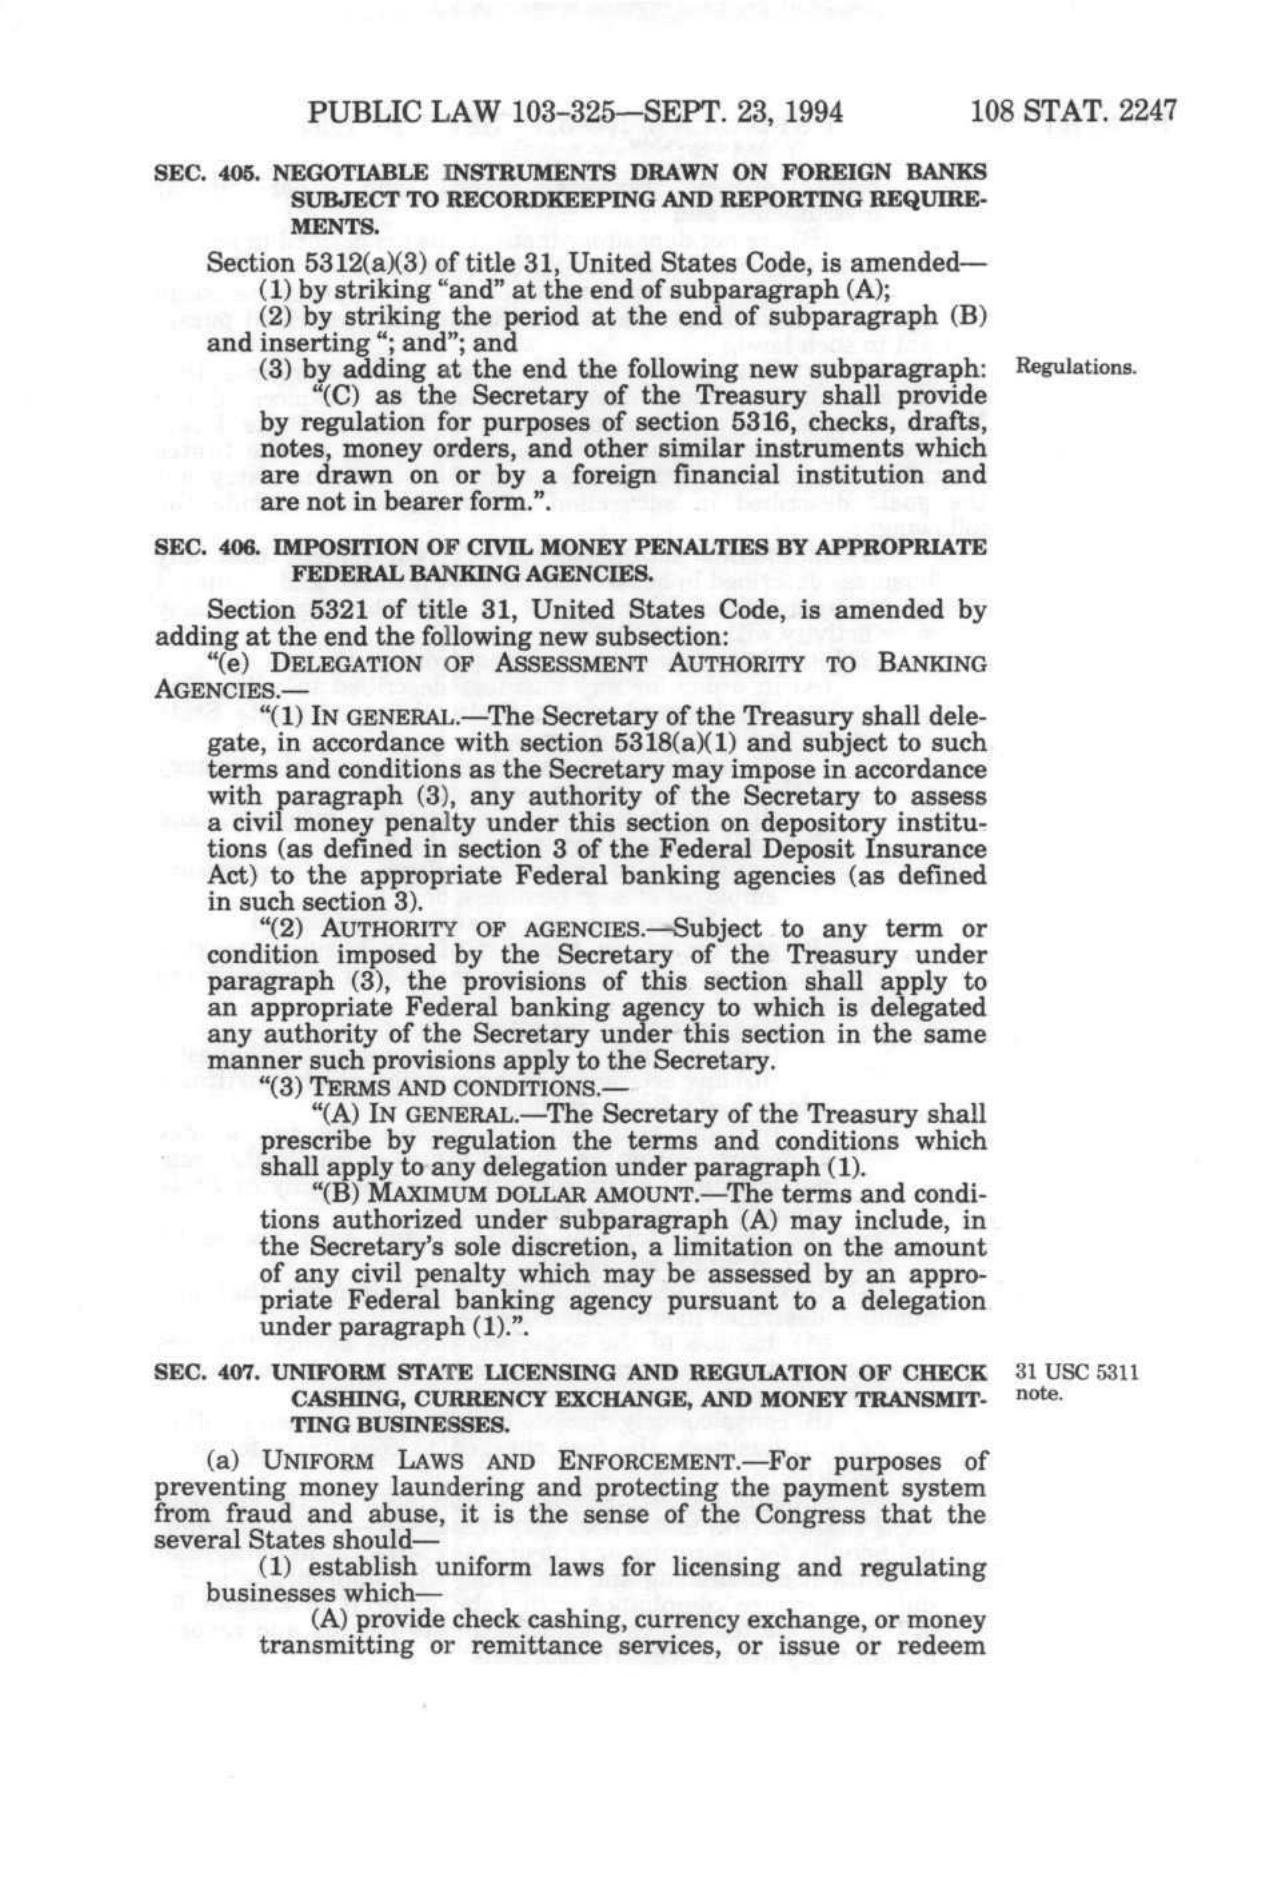 PUBLIC LAW 103–325—SEPT. 23, 1994 108 STAT. 2247
SEC. 405. NEGOTIABLE INSTRUMENTS DRAWN ON FOREIGN BANKS
SUBJECT TO RECORDKEEPING AND REPORTING REQUIRE-
MENTS.
Section 5312(a)(3) of title 31, United States Code, is amended—
(1) by striking “and” at the end of subparagraph (A);
(2) by striking the period at the end of subparagraph (B)
and inserting “; and”; and
(3) by adding at the end the following new subparagraph: Regulations.
“(C) as the Secretary of the Treasury shall provide
by regulation for purposes of section 5316, checks, drafts,
notes, money orders, and other similar instruments which
are drawn on or by a foreign financial institution and
are not in bearer form.”.
SEC. 406. IMPOSITION OF CIVIL MONEY PENALTIES BY APPROPRIATE
FEDERAL BANKING AGENCIES.
Section 5321 of title 31, United States Code, is amended by
adding at the end the following new subsection:
“(e) DELEGATION OF ASSESSMENT AUTHORITY TO BANKING
AGENCIES.—
“(1) IN GENERAL.—The Secretary of the Treasury shall dele-
gate, in accordance with section 5318(a)(1) and subject to such
terms and conditions as the Secretary may impose in accordance
with paragraph (3), any authority of the Secretary to assess
a civil money penalty under this section on depository institu-
tions (as defined in section 3 of the Federal Deposit Insurance
Act) to the appropriate Federal banking agencies (as defined
in such section 3).
“(2) AUTHORITY OF AGENCIES.—Subject to any term or
condition imposed by the Secretary of the Treasury under
paragraph (3), the provisions of this section shall apply to
an appropriate Federal banking agency to which is delegated
any authority of the Secretary under this section in the same
manner such provisions apply to the Secretary.
“(3) TERMS AND CONDITIONS.—
“(A) IN GENERAL.—The Secretary of the Treasury shall
prescribe by regulation the terms and conditions which
shall apply to any delegation under paragraph (1).
“(B) MAXIMUM DOLLAR AMOUNT.—The terms and condi-
tions authorized under subparagraph (A) may include, in
the Secretary's sole discretion, a limitation on the amount
of any civil penalty which may be assessed by an appro-
priate Federal banking agency pursuant to a delegation
under paragraph (1).”.
SEC. 407. UNIFORM STATE LICENSING AND REGULATION OF CHECK 31 USC 5311
CASHING, CURRENCY EXCHANGE, AND MONEY TRANSMIT- note.
TING BUSINESSES.
(a) UNIFORM LAWS AND ENFORCEMENT.—For purposes of
preventing money laundering and protecting the payment system
from fraud and abuse, it is the sense of the Congress that the
several States should—
(1) establish uniform laws for licensing and regulating
businesses which—
(A) provide check cashing, currency exchange, or money
transmitting or remittance services, or issue or redeem